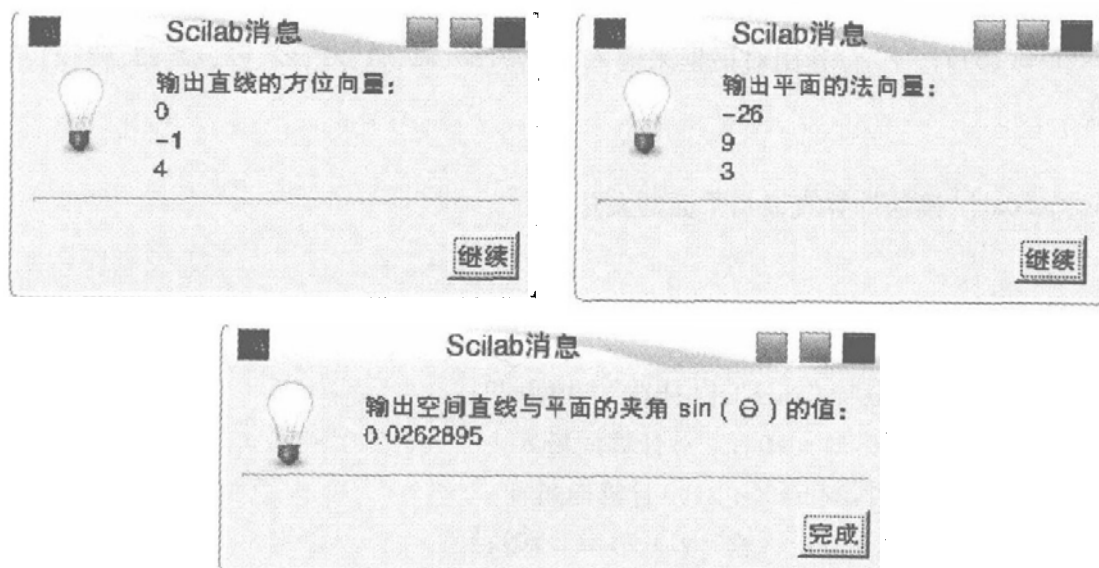 Scilab消息
输出直线的方位向量:
0
-1
4
继续
Scilab消息
输出平面的法向量:
-26
9
3
继续
Scilab消息
输出空间直线与平面的夹角 sin ( Θ ) 的值:
0.0262895
完成